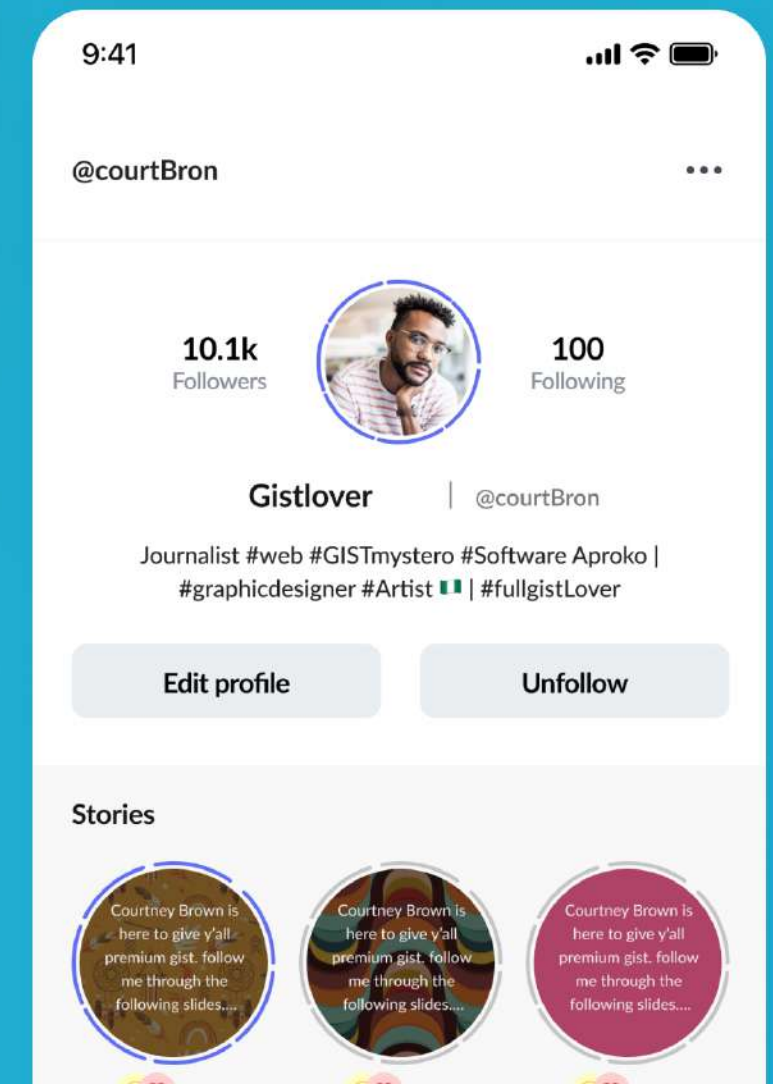 9:41
@courtBron
10.1k
Followers
100
Following
Gistlover | @courtBron
Journalist #web #GISTmystero #Software Aproko |
#graphicdesigner #Artist 🇳🇬 | #fullgistLover
Edit profile
Unfollow
Stories
Courtney Brown is
here to give y'all
premium gist. follow
me through the
following slides....
Courtney Brown is
here to give y'all
premium gist. follow
me through the
following slides....
Courtney Brown is
here to give y'all
premium gist. follow
me through the
following slides....